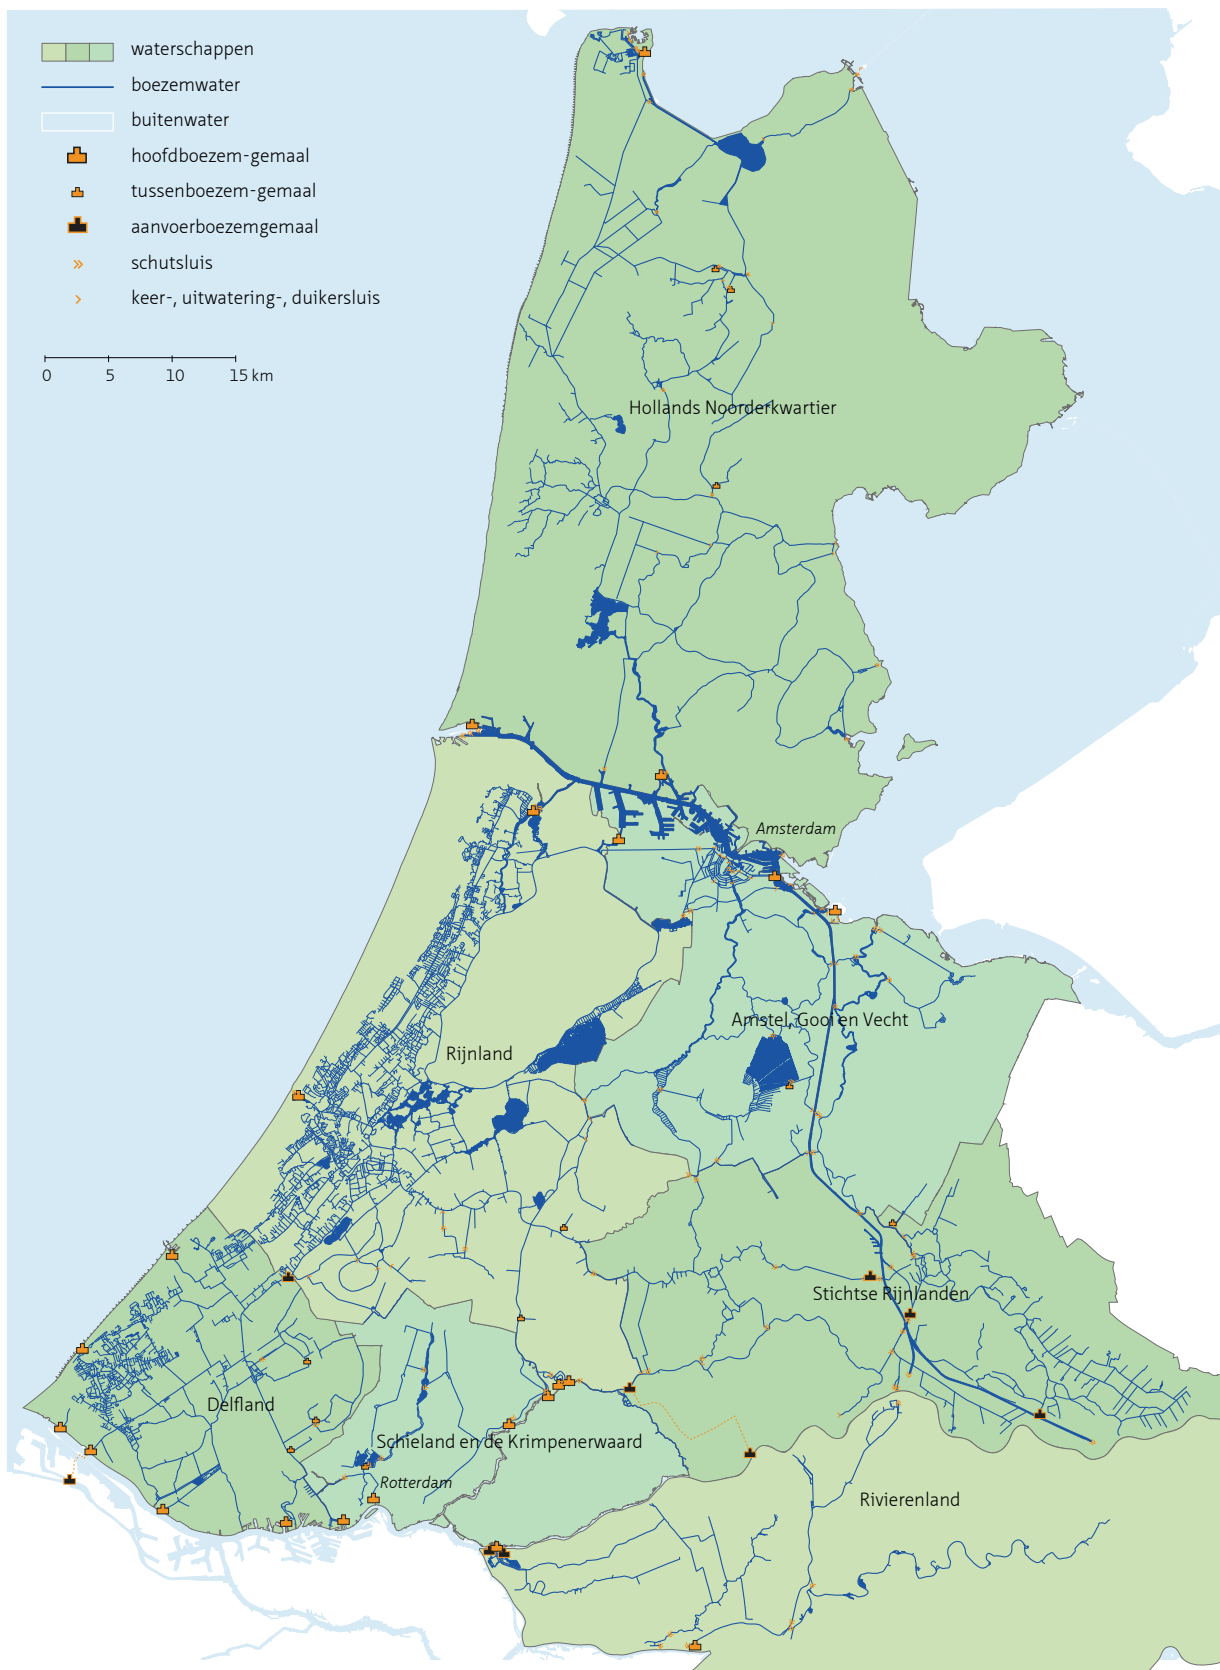 waterschappen
boezemwater
buitenwater
hoofdboezem-gemaal
tussenboezem-gemaal
aanvoerboezemgemaal
schutsluis
keer-, uitwatering-, duikersluis
0 5 10 15 km
Hollands Noorderkwartier
Amsterdam
Amstel, Gooi en Vecht
Rijnland
Stichtse Rijnlanden
Delfland
Schieland en de Krimpenerwaard
Rotterdam
Rivierenland